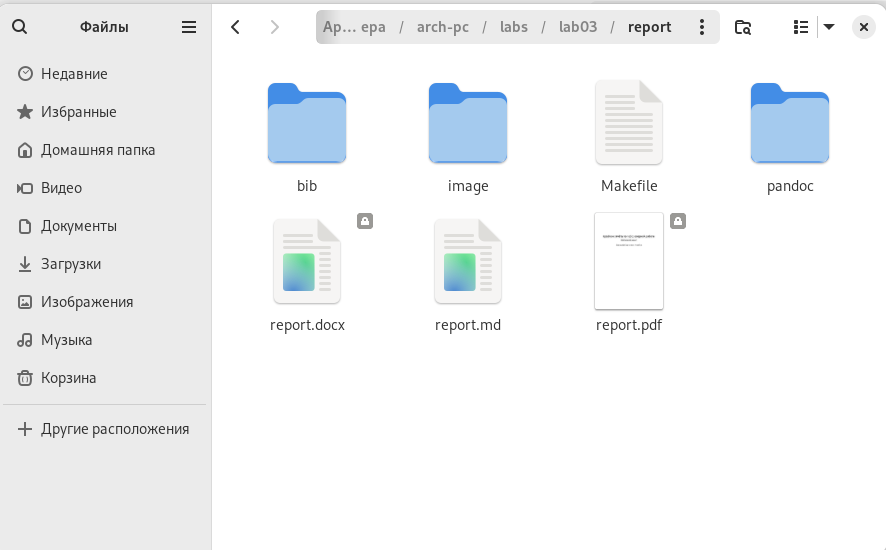 Файлы
Ар… ера / arch-pc / labs / lab03 / report
Недавние
Избранные
Домашняя папка
Видео
Документы
Загрузки
Изображения
Музыка
Корзина
Другие расположения
bib
image
Makefile
pandoc
report.docx
report.md
report.pdf